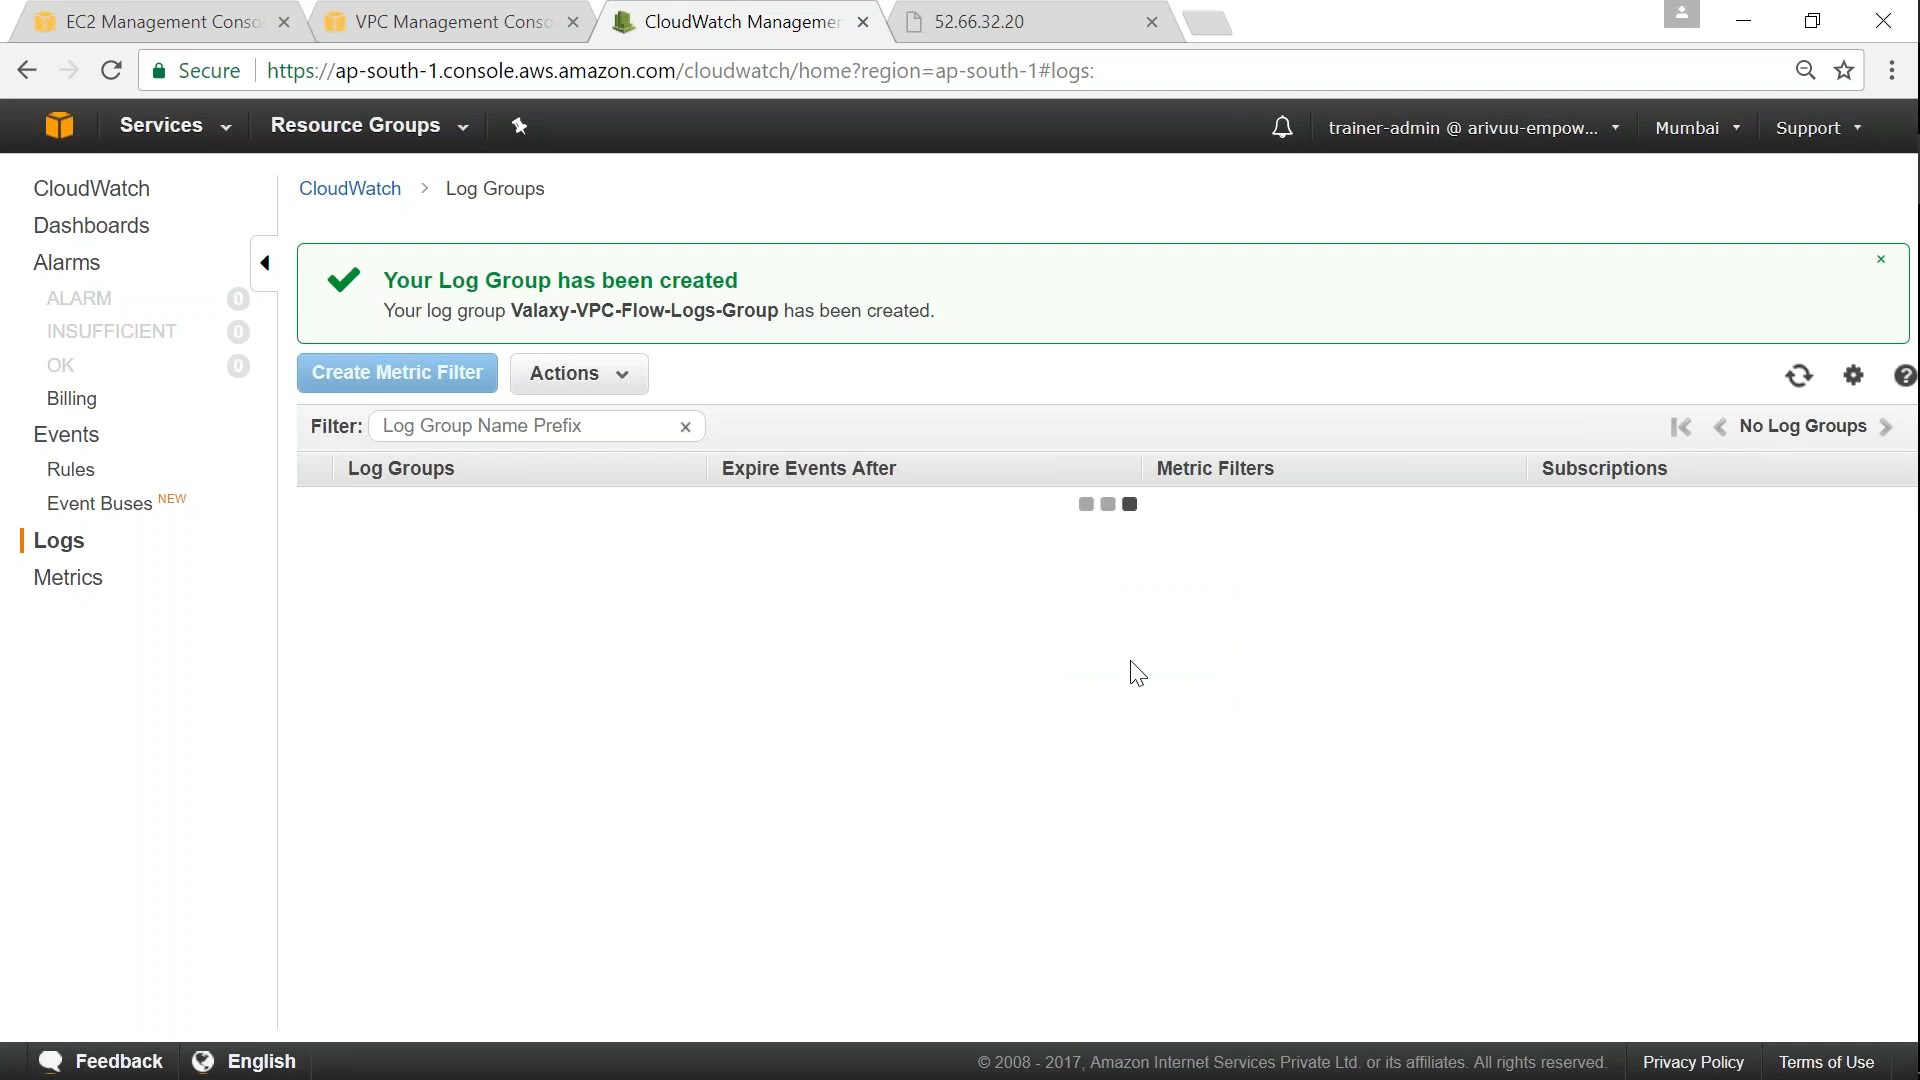 EC2 Management Conso
VPC Management Conso
CloudWatch Managemen
52.66.32.20
Secure
https://ap-south-1.console.aws.amazon.com/cloudwatch/home?region=ap-south-1#logs:
Services
Resource Groups
trainer-admin @ arivuu-empow...
Mumbai
Support
CloudWatch
Dashboards
Alarms
ALARM 0
INSUFFICIENT 0
OK 0
Billing
Events
Rules
Event Buses NEW
Logs
Metrics
CloudWatch > Log Groups
Your Log Group has been created
Your log group Valaxy-VPC-Flow-Logs-Group has been created.
Create Metric Filter
Actions
Filter: Log Group Name Prefix
No Log Groups
Log Groups
Expire Events After
Metric Filters
Subscriptions
Feedback
English
© 2008 - 2017, Amazon Internet Services Private Ltd. or its affiliates. All rights reserved.
Privacy Policy
Terms of Use